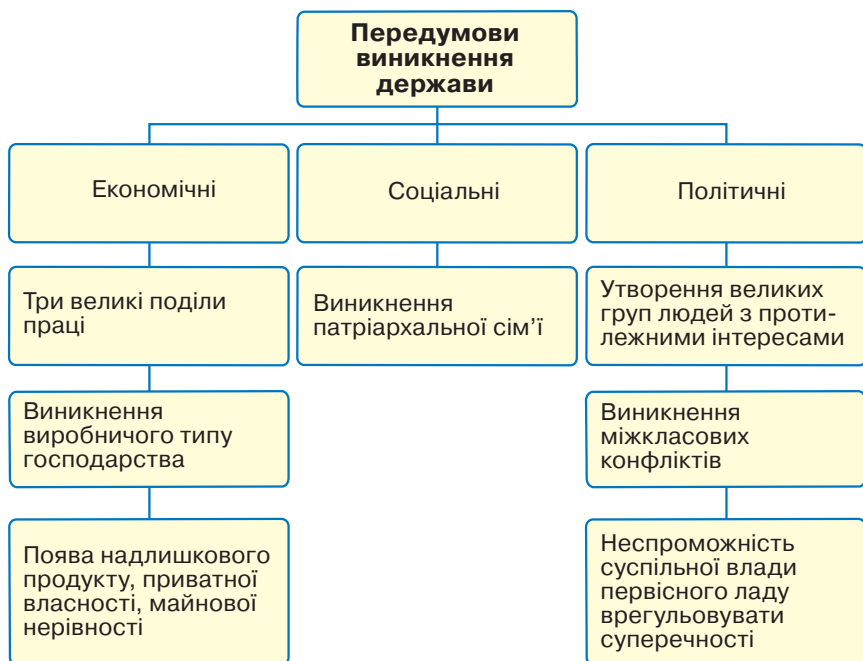 Передумови
виникнення
держави
Економічні
Соціальні
Політичні
Три великі поділи
праці
Виникнення
патріархальної сім’ї
Утворення великих
груп людей з проти-
лежними інтересами
Виникнення
виробничого типу
господарства
Виникнення
міжкласових
конфліктів
Поява надлишкового
продукту, приватної
власності, майнової
нерівності
Неспроможність
суспільної влади
первісного ладу
врегульовувати
суперечності